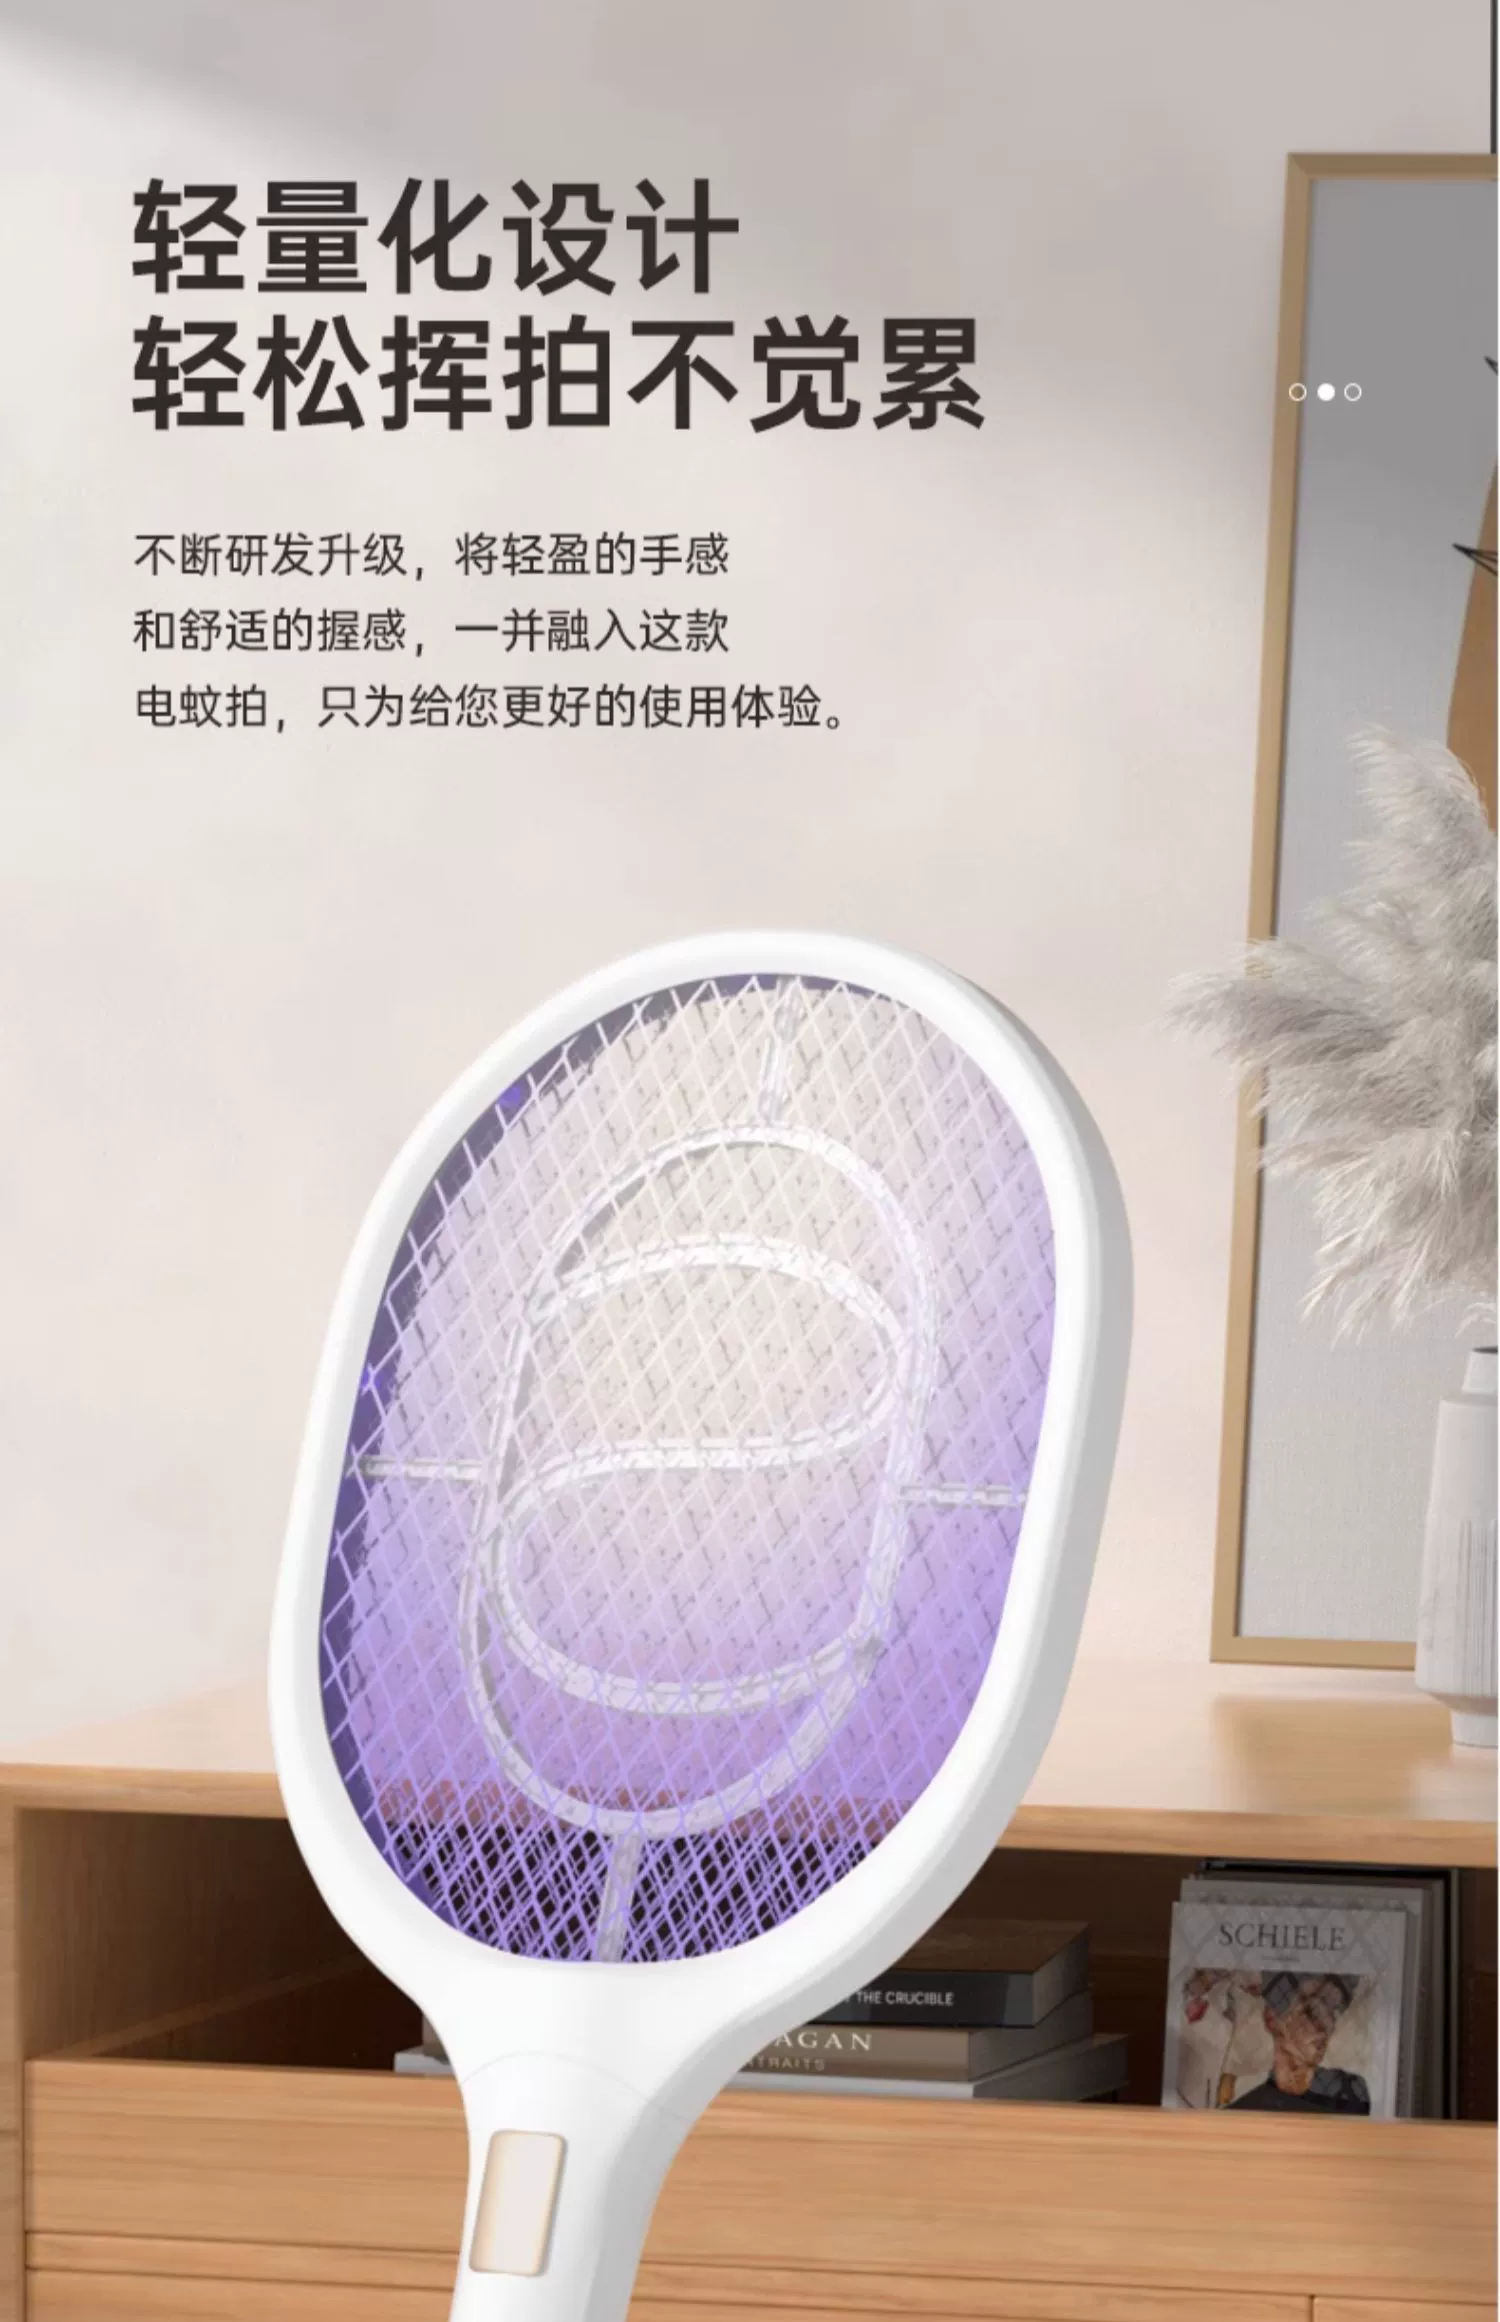 轻量化设计
轻松挥拍不觉累
不断研发升级，将轻盈的手感
和舒适的握感，一并融入这款
电蚊拍，只为给您更好的使用体验。
SCHIELE
THE CRUCIBLE
AGAN
TRAITS